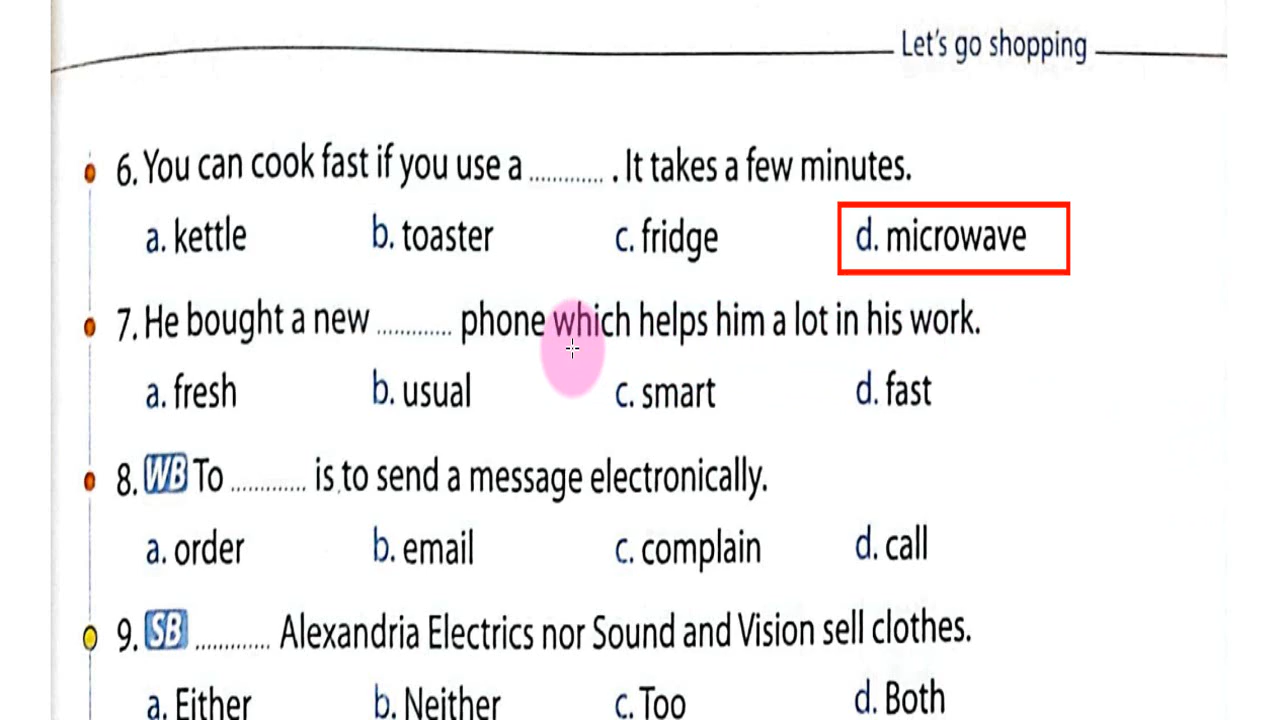 Let's go shopping
6. You can cook fast if you use a ............. . It takes a few minutes.
a. kettle b. toaster c. fridge d. microwave
7. He bought a new ............. phone which helps him a lot in his work.
a. fresh b. usual c. smart d. fast
8. WB To ............. is to send a message electronically.
a. order b. email c. complain d. call
9. SB ............. Alexandria Electrics nor Sound and Vision sell clothes.
a. Either b. Neither c. Too d. Both